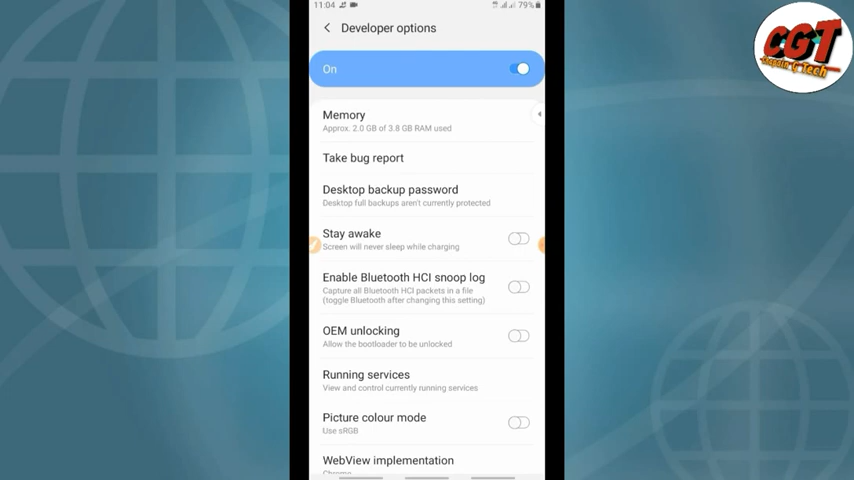 11:04
79%
Developer options
On
Memory
Approx. 2.0 GB of 3.8 GB RAM used
Take bug report
Desktop backup password
Desktop full backups aren't currently protected
Stay awake
Screen will never sleep while charging
Enable Bluetooth HCI snoop log
Capture all Bluetooth HCI packets in a file
(toggle Bluetooth after changing this setting)
OEM unlocking
Allow the bootloader to be unlocked
Running services
View and control currently running services
Picture colour mode
Use sRGB
WebView implementation
Chrome
CGT
Repair G Tech